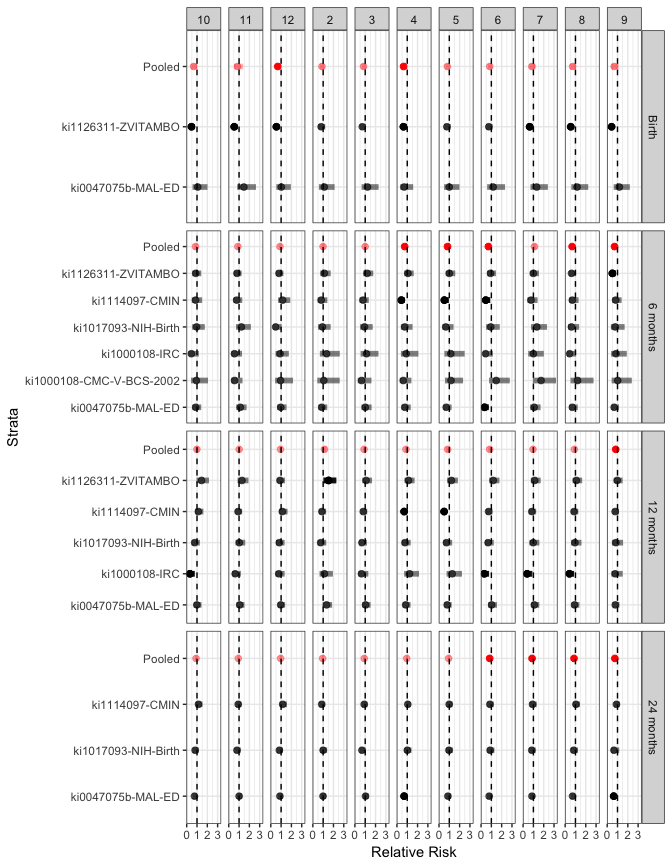 10 11 12 2 3 4 5 6 7 8 9
Pooled
ki1126311-ZVITAMBO
ki0047075b-MAL-ED
Birth
Pooled
ki1126311-ZVITAMBO
ki1114097-CMIN
ki1017093-NIH-Birth
ki1000108-IRC
ki1000108-CMC-V-BCS-2002
ki0047075b-MAL-ED
6 months
Strata
Pooled
ki1126311-ZVITAMBO
ki1114097-CMIN
ki1017093-NIH-Birth
ki1000108-IRC
ki0047075b-MAL-ED
12 months
Pooled
ki1114097-CMIN
ki1017093-NIH-Birth
ki0047075b-MAL-ED
24 months
0 1 2 3 0 1 2 3 0 1 2 3 0 1 2 3 0 1 2 3 0 1 2 3 0 1 2 3 0 1 2 3 0 1 2 3 0 1 2 3 0 1 2 3
Relative Risk